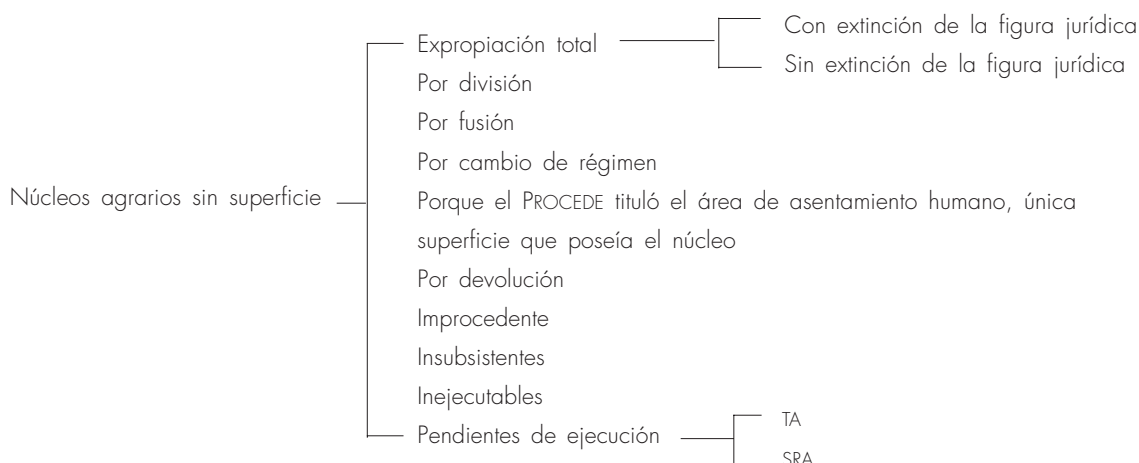 Con extinción de la figura jurídica
Expropiación total
Sin extinción de la figura jurídica
Por división
Por fusión
Por cambio de régimen
Núcleos agrarios sin superficie
Porque el PROCEDE tituló el área de asentamiento humano, única
superficie que poseía el núcleo
Por devolución
Improcedente
Insubsistentes
Inejecutables
Pendientes de ejecución
TA
SRA